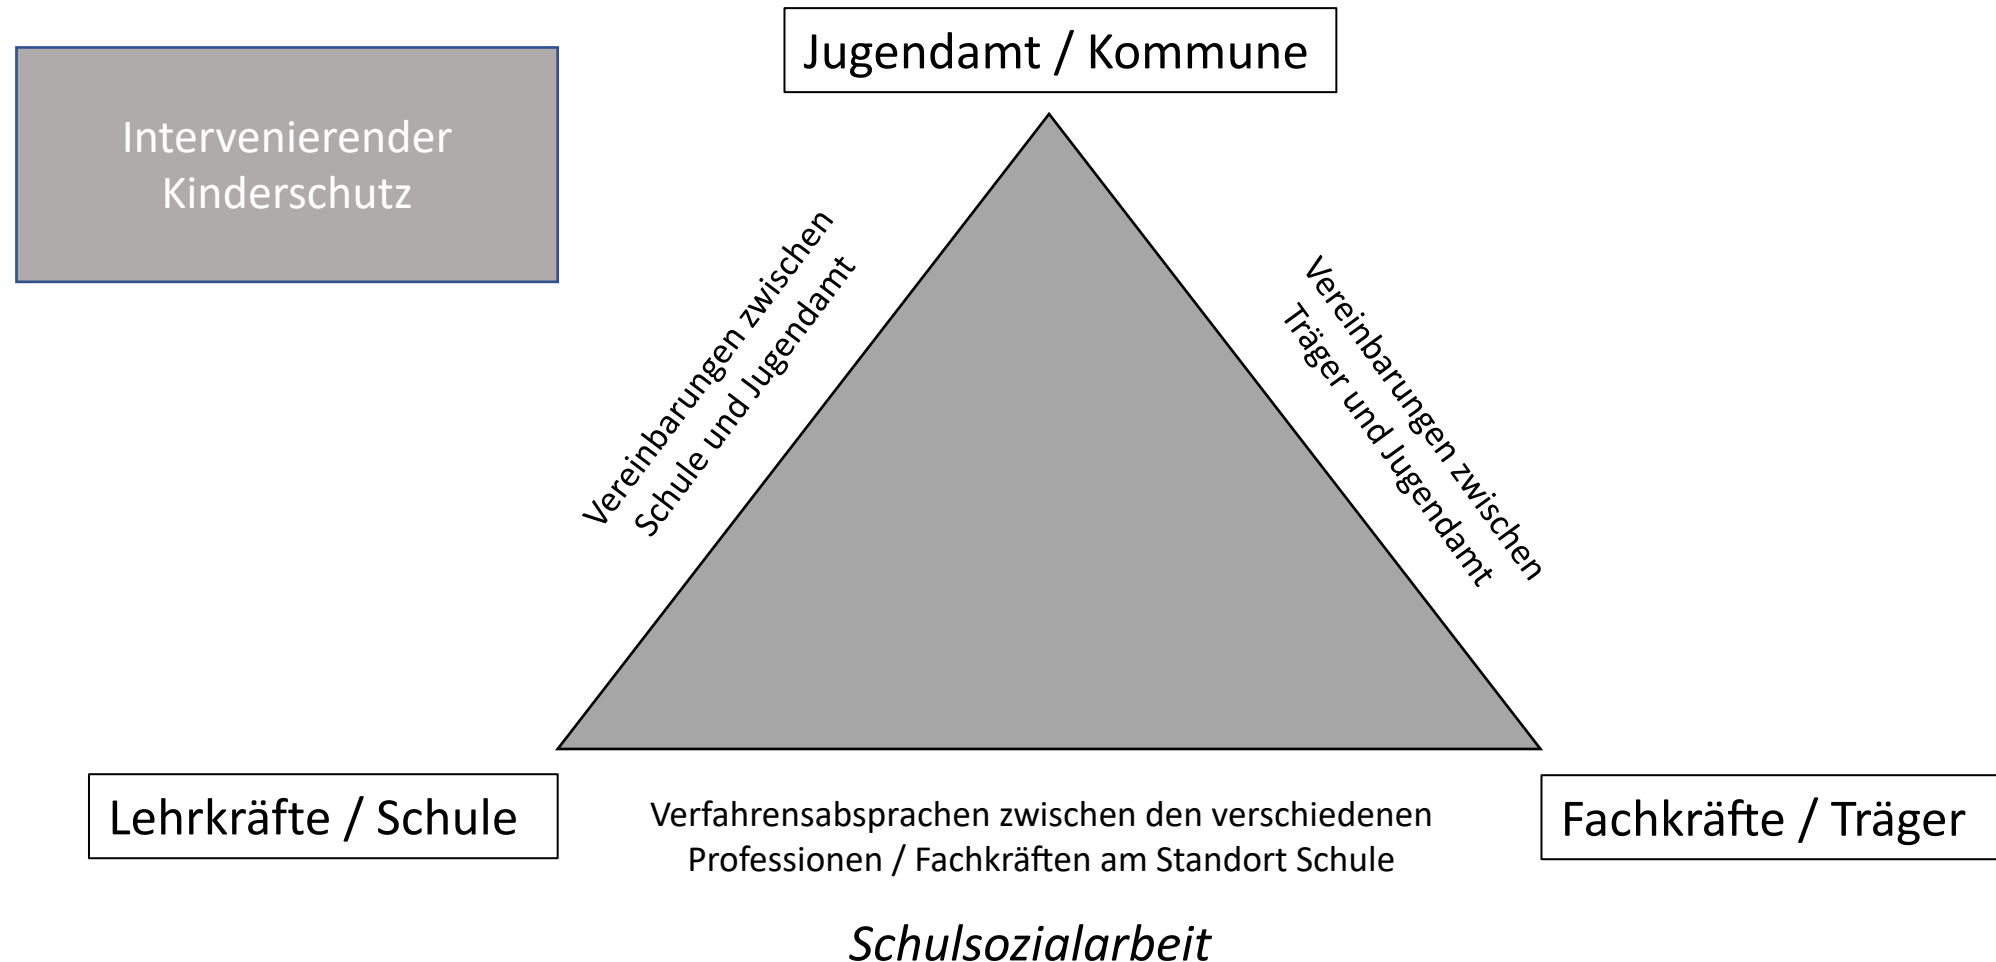 Jugendamt / Kommune
Intervenierender
Kinderschutz
Vereinbarungen zwischen
Schule und Jugendamt
Vereinbarungen zwischen
Träger und Jugendamt
Lehrkräfte / Schule
Verfahrensabsprachen zwischen den verschiedenen
Professionen / Fachkräften am Standort Schule
Fachkräfte / Träger
Schulsozialarbeit